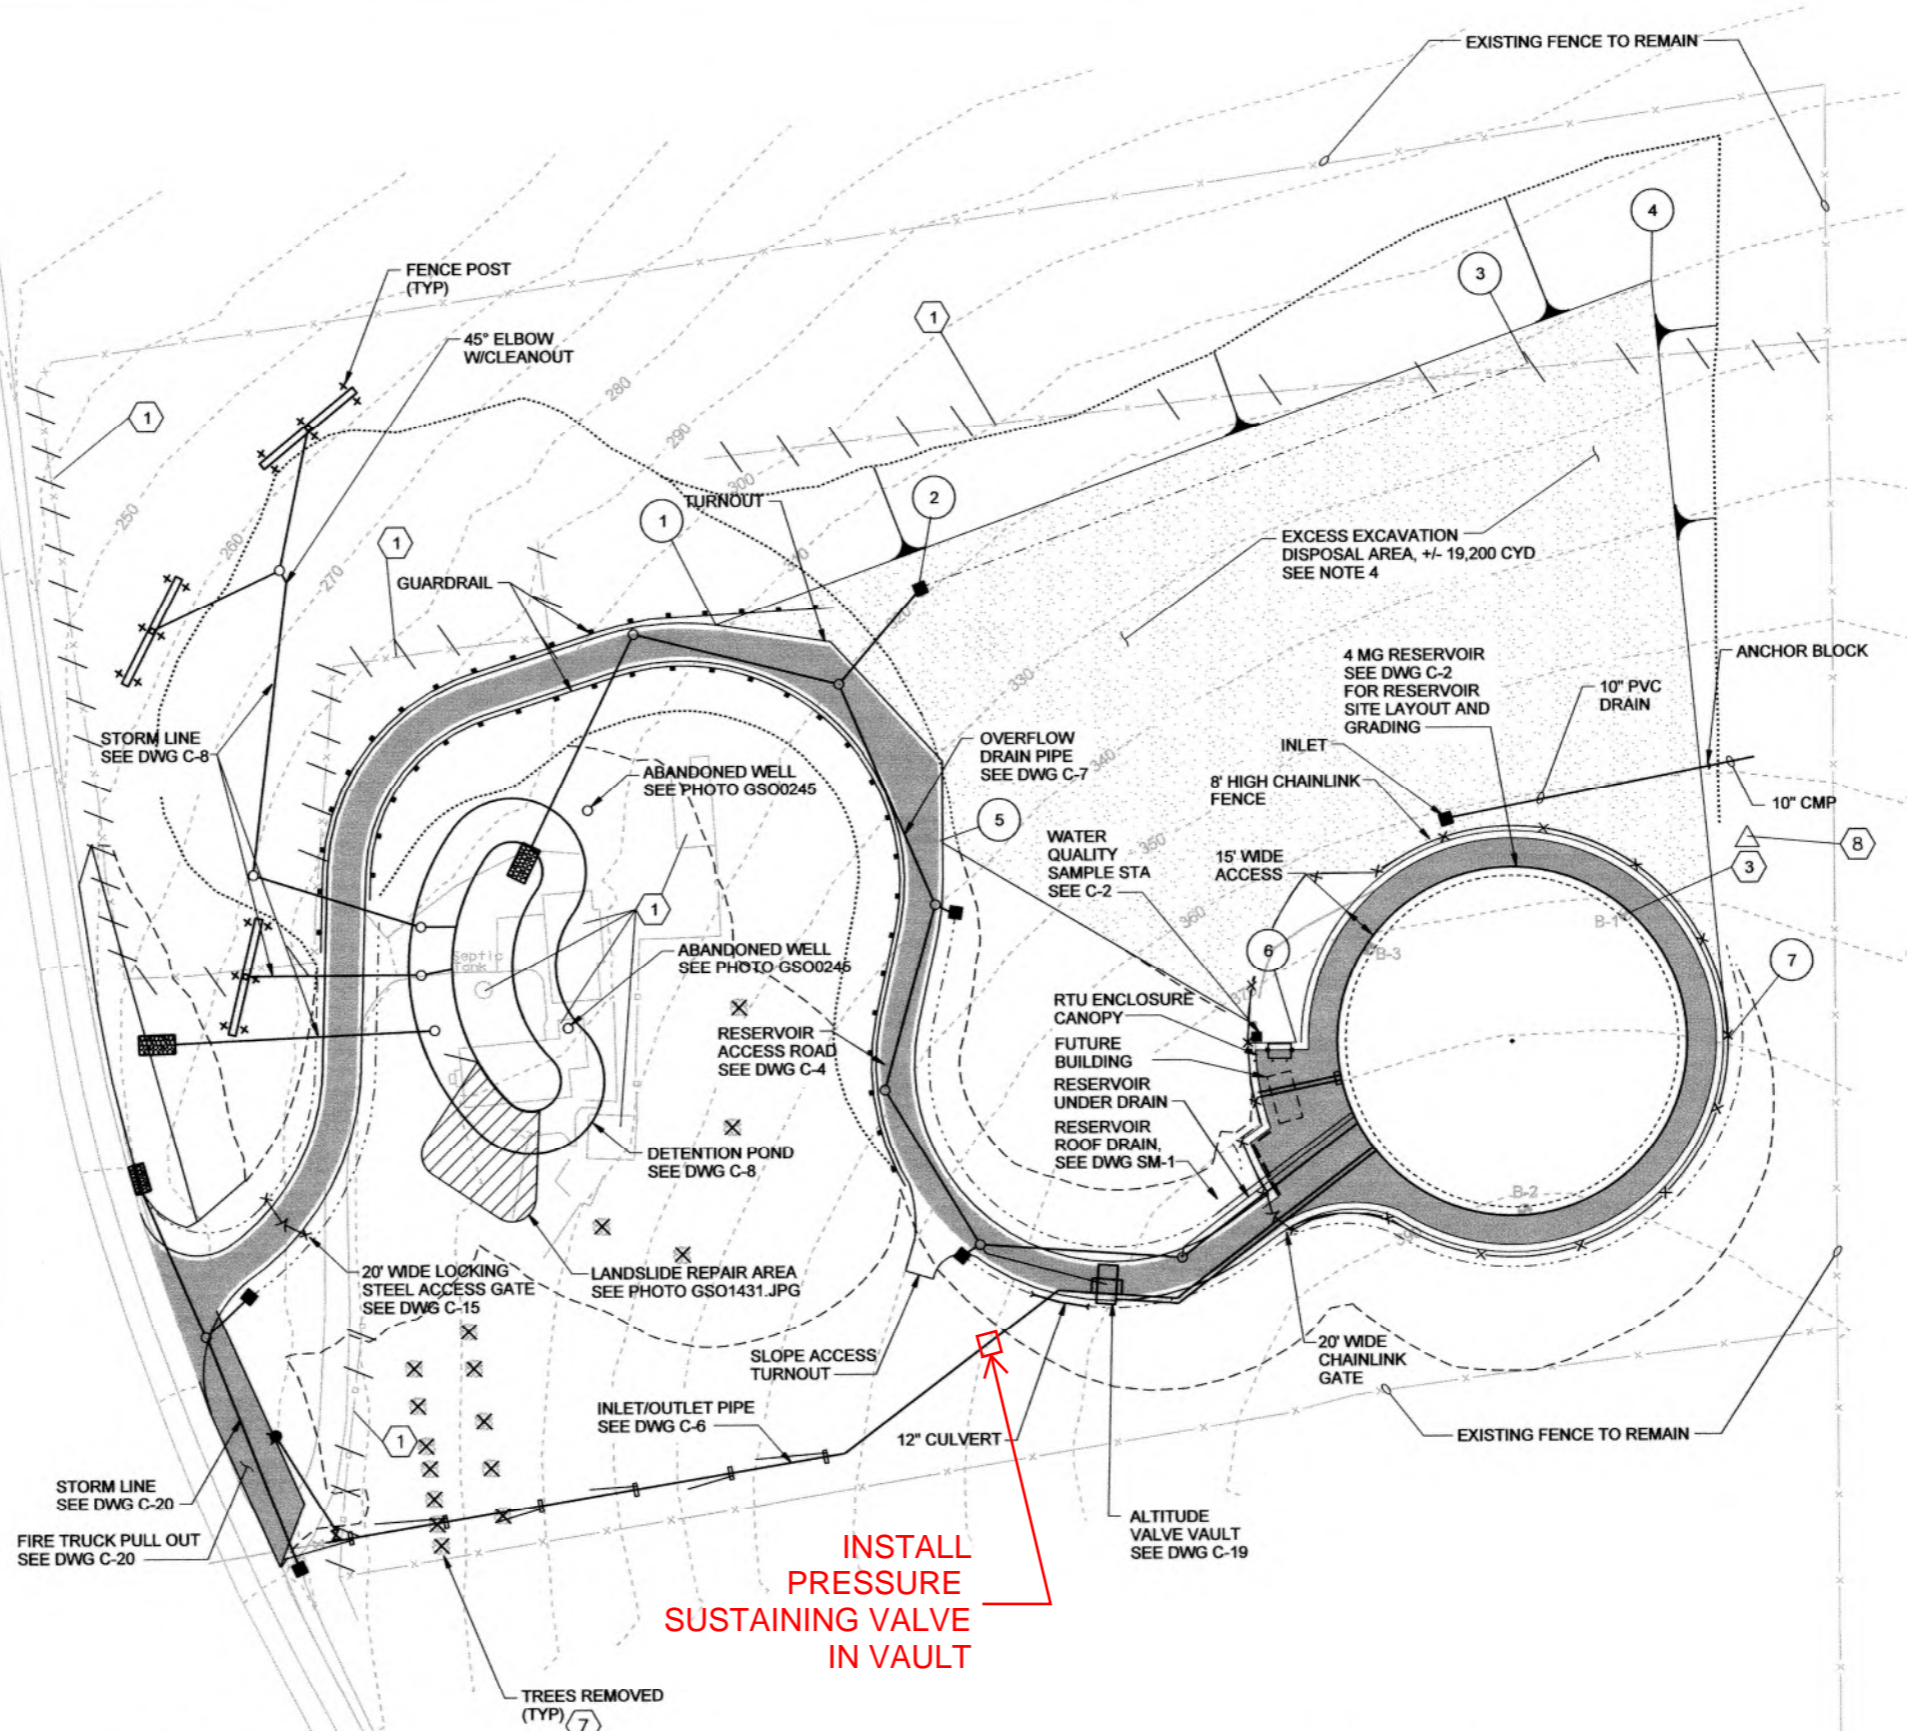 EXISTING FENCE TO REMAIN
4
3
FENCE POST
(TYP)
1
45° ELBOW
W/CLEANOUT
280
1
290
300
TURNOUT
2
1
250
260
270
1
310
GUARDRAIL
EXCESS EXCAVATION
DISPOSAL AREA, +/- 19,200 CYD
SEE NOTE 4
320
330
4 MG RESERVOIR
SEE DWG C-2
FOR RESERVOIR
SITE LAYOUT AND
GRADING
ANCHOR BLOCK
10" PVC
DRAIN
STORM LINE
SEE DWG C-8
OVERFLOW
DRAIN PIPE
SEE DWG C-7
340
INLET
ABANDONED WELL
SEE PHOTO GSO0245
8' HIGH CHAINLINK
FENCE
10" CMP
5
350
8
WATER
QUALITY
SAMPLE STA
SEE C-2
15' WIDE
ACCESS
3
1
360
B-1
6
B-3
Septic
Tank
ABANDONED WELL
SEE PHOTO GSO0245
7
370
RTU ENCLOSURE
CANOPY
RESERVOIR
ACCESS ROAD
SEE DWG C-4
FUTURE
BUILDING
RESERVOIR
UNDER DRAIN
RESERVOIR
ROOF DRAIN,
SEE DWG SM-1
DETENTION POND
SEE DWG C-8
B-2
20' WIDE LOCKING
STEEL ACCESS GATE
SEE DWG C-15
LANDSLIDE REPAIR AREA
SEE PHOTO GSO1431.JPG
SLOPE ACCESS
TURNOUT
20' WIDE
CHAINLINK
GATE
INLET/OUTLET PIPE
SEE DWG C-6
12" CULVERT
EXISTING FENCE TO REMAIN
1
STORM LINE
SEE DWG C-20
FIRE TRUCK PULL OUT
SEE DWG C-20
ALTITUDE
VALVE VAULT
SEE DWG C-19
INSTALL
PRESSURE
SUSTAINING VALVE
IN VAULT
TREES REMOVED
(TYP)
7